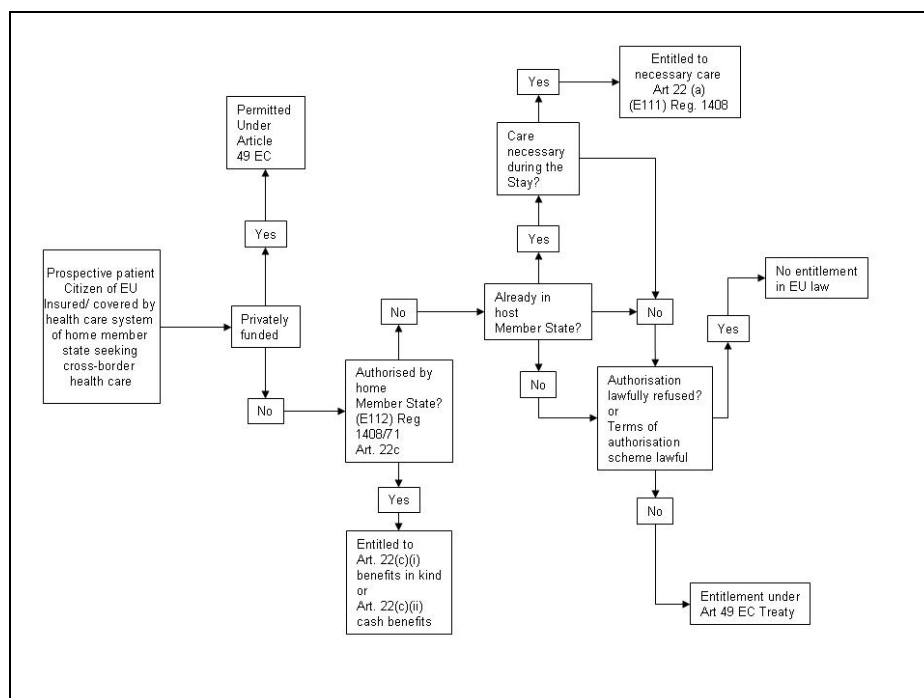 Prospective patient
Citizen of EU
Insured/ covered by
health care system
of home member
state seeking
cross-border
health care
Privately
funded
Yes
Permitted
Under
Article
49 EC
No
Authorised by
home
Member State?
(E112) Reg
1408/71
Art. 22c
Yes
Entitled to
Art. 22(c)(i)
benefits in kind
or
Art. 22(c)(ii)
cash benefits
No
Already in
host
Member State?
Yes
Care
necessary
during the
Stay?
Yes
Entitled to
necessary care
Art 22 (a)
(E111) Reg. 1408
No
No
Authorisation
lawfully refused?
or
Terms of
authorisation
scheme lawful
Yes
No entitlement
in EU law
No
Entitlement under
Art 49 EC Treaty